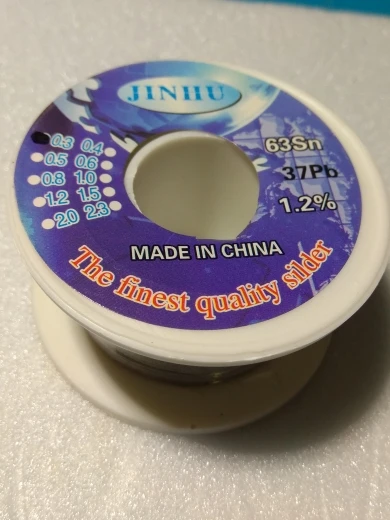 JINHU
0.3 0.4
0.5 0.6
0.8 1.0
1.2 1.5
2.0 2.3
63Sn
37Pb
1.2%
MADE IN CHINA
The finest quality silder